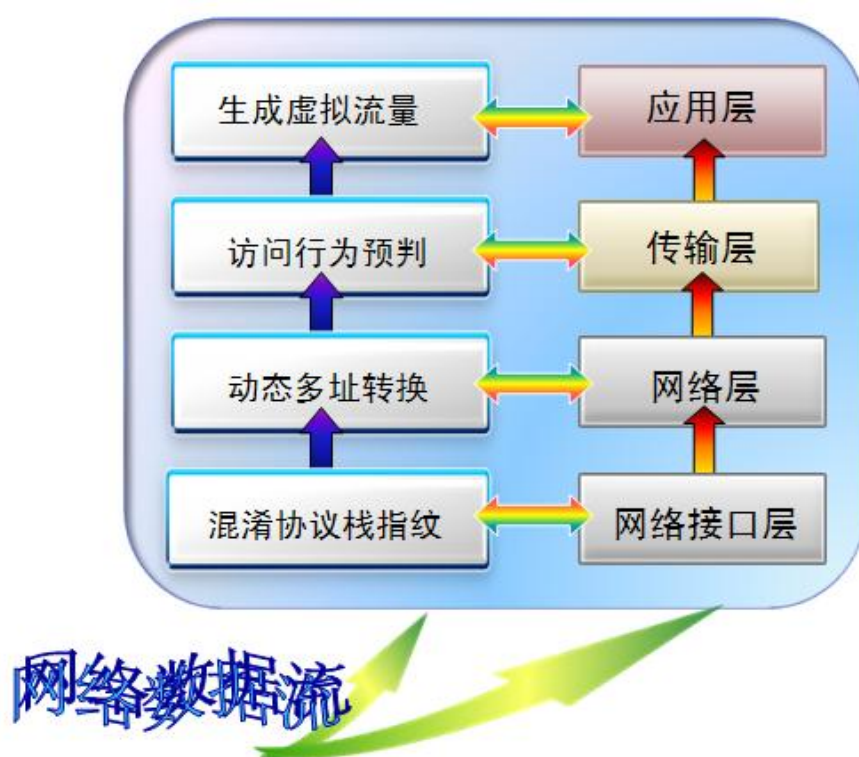 生成虚拟流量
应用层
访问行为预判
传输层
动态多址转换
网络层
混淆协议栈指纹
网络接口层
网络数据流